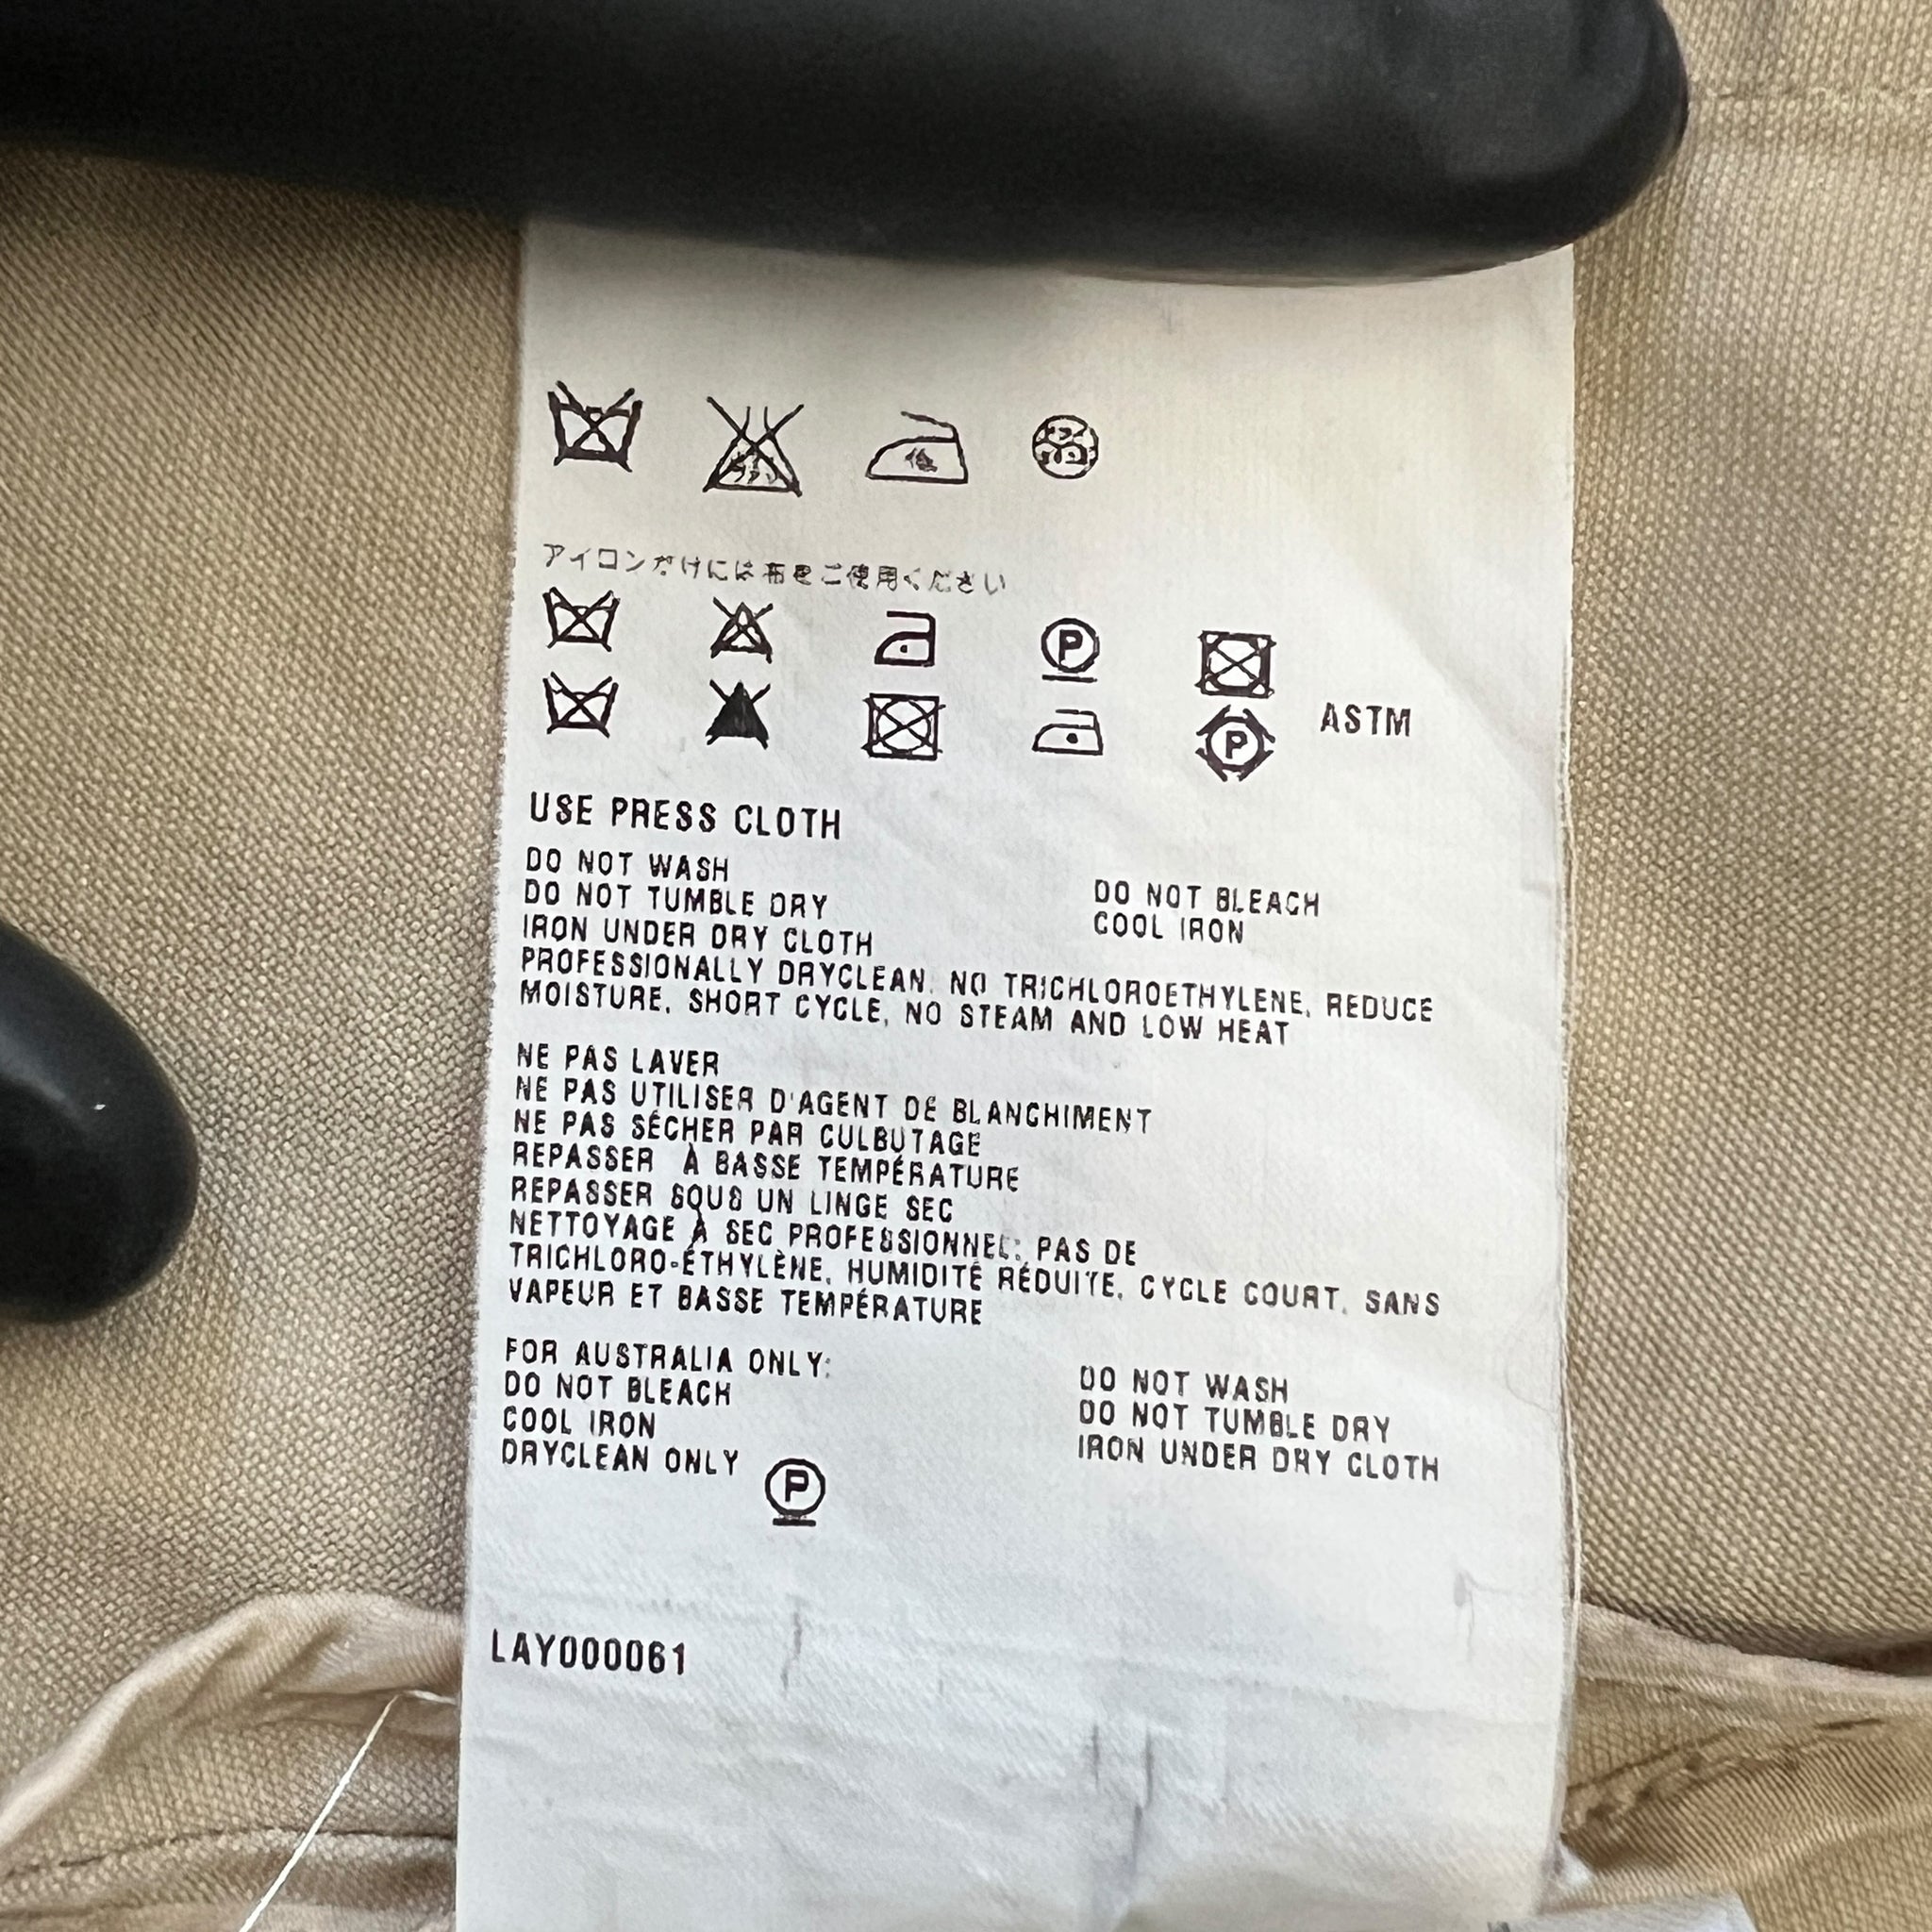 アイロンがけには布をご使用ください
P
ASTM
P
USE PRESS CLOTH
DO NOT WASH
DO NOT BLEACH
DO NOT TUMBLE DRY
COOL IRON
IRON UNDER DRY CLOTH
PROFESSIONALLY DRYCLEAN. NO TRICHLOROETHYLENE, REDUCE
MOISTURE, SHORT CYCLE, NO STEAM AND LOW HEAT
NE PAS LAVER
NE PAS UTILISER D'AGENT DE BLANCHIMENT
NE PAS SÉCHER PAR CULBUTAGE
REPASSER À BASSE TEMPÉRATURE
REPASSER SOUS UN LINGE SEC
NETTOYAGE À SEC PROFESSIONNEL: PAS DE
TRICHLORO-ÉTHYLÈNE, HUMIDITÉ RÉDUITE, CYCLE COURT, SANS
VAPEUR ET BASSE TEMPÉRATURE
FOR AUSTRALIA ONLY:
DO NOT WASH
DO NOT BLEACH
DO NOT TUMBLE DRY
COOL IRON
IRON UNDER DRY CLOTH
DRYCLEAN ONLY P
LAY000061